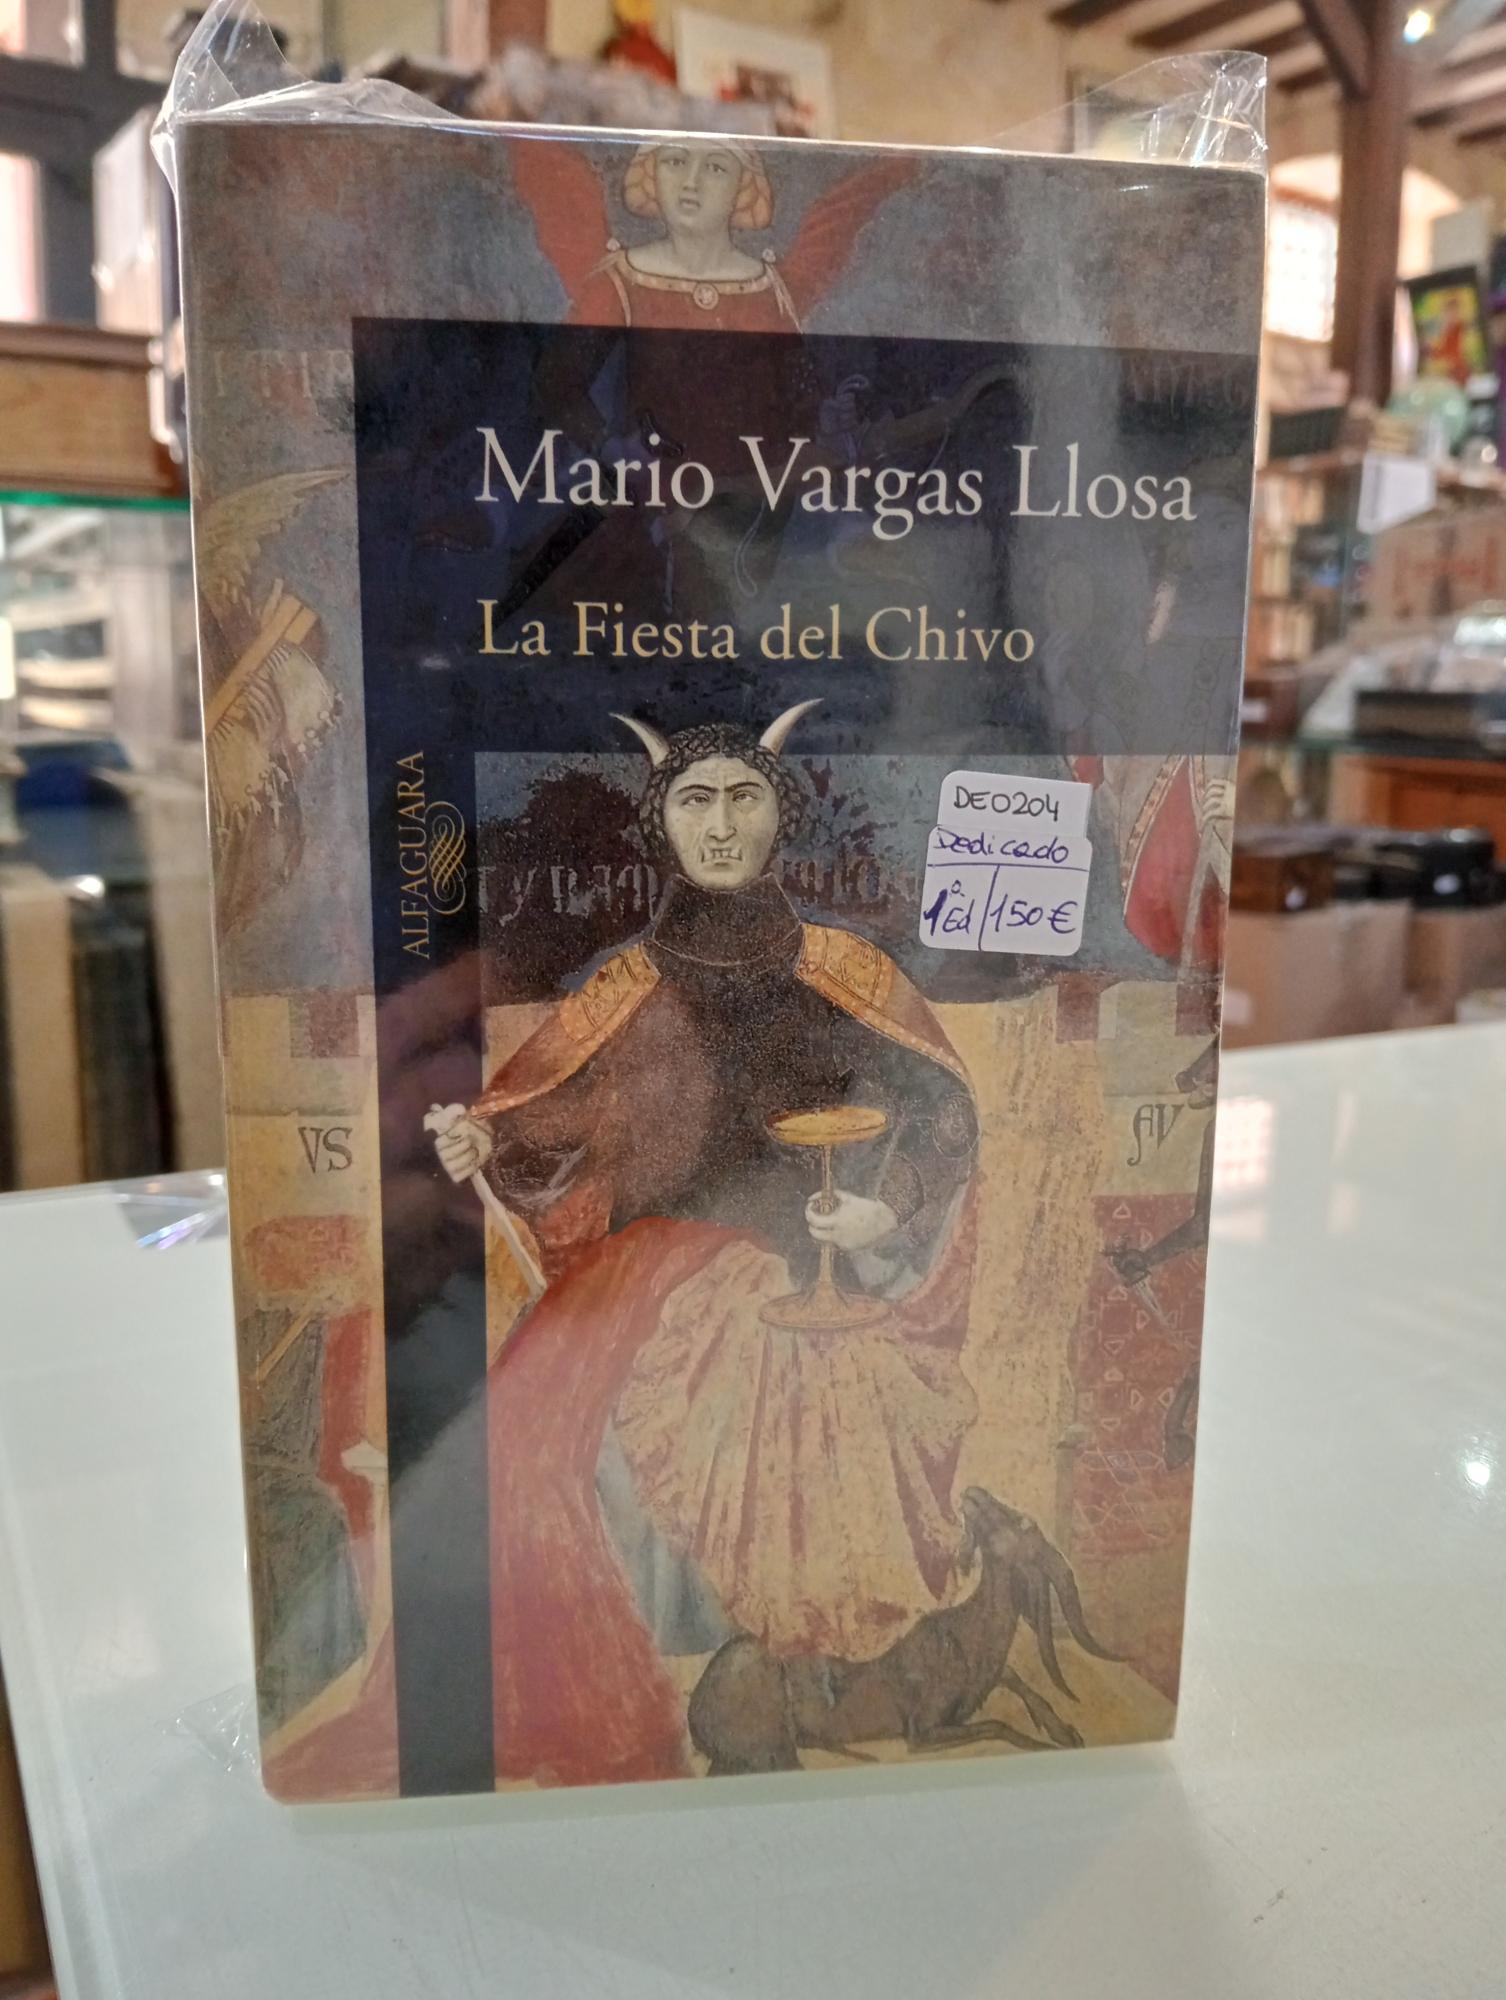 Mario Vargas Llosa
La Fiesta del Chivo
ALFAGUARA
DE0204
Dedicado
1ª Ed / 150 €
VS
AV